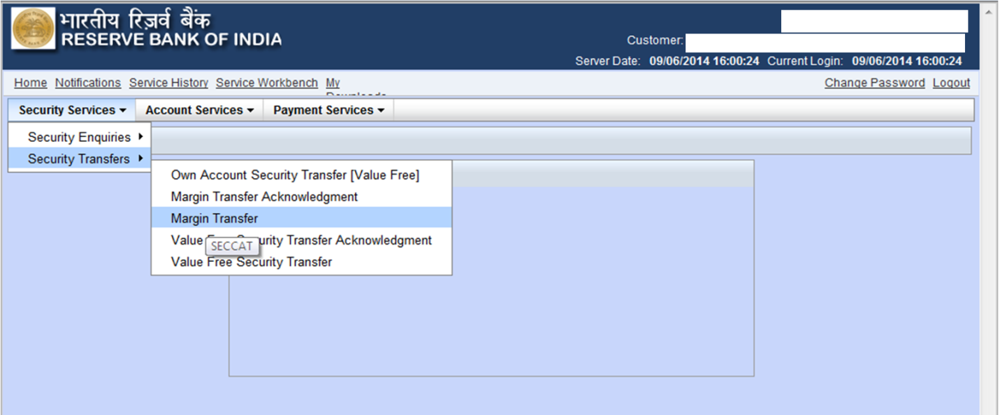 भारतीय रिज़र्व बैंक
RESERVE BANK OF INDIA
Customer:
Server Date: 09/06/2014 16:00:24 Current Login: 09/06/2014 16:00:24
Home Notifications Service History Service Workbench My
Change Password Logout
Security Services Account Services Payment Services
Security Enquiries
Security Transfers
Own Account Security Transfer [Value Free]
Margin Transfer Acknowledgment
Margin Transfer
Value Security Transfer Acknowledgment
SECCAT
Value Free Security Transfer